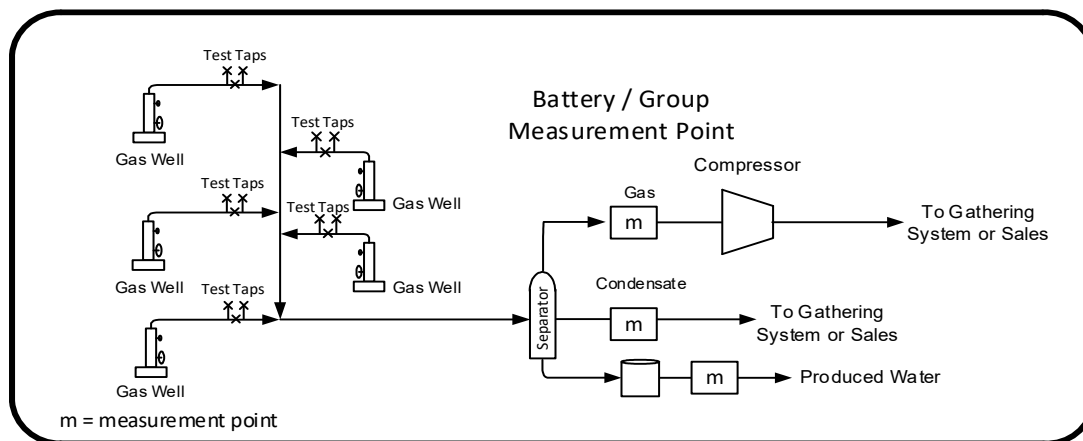 Test Taps
Gas Well
Test Taps
Gas Well
Test Taps
Gas Well
Test Taps
Gas Well
Test Taps
Gas Well
Battery / Group
Measurement Point
Compressor
Gas
m
To Gathering
System or Sales
Separator
Condensate
m
To Gathering
System or Sales
m
Produced Water
m = measurement point